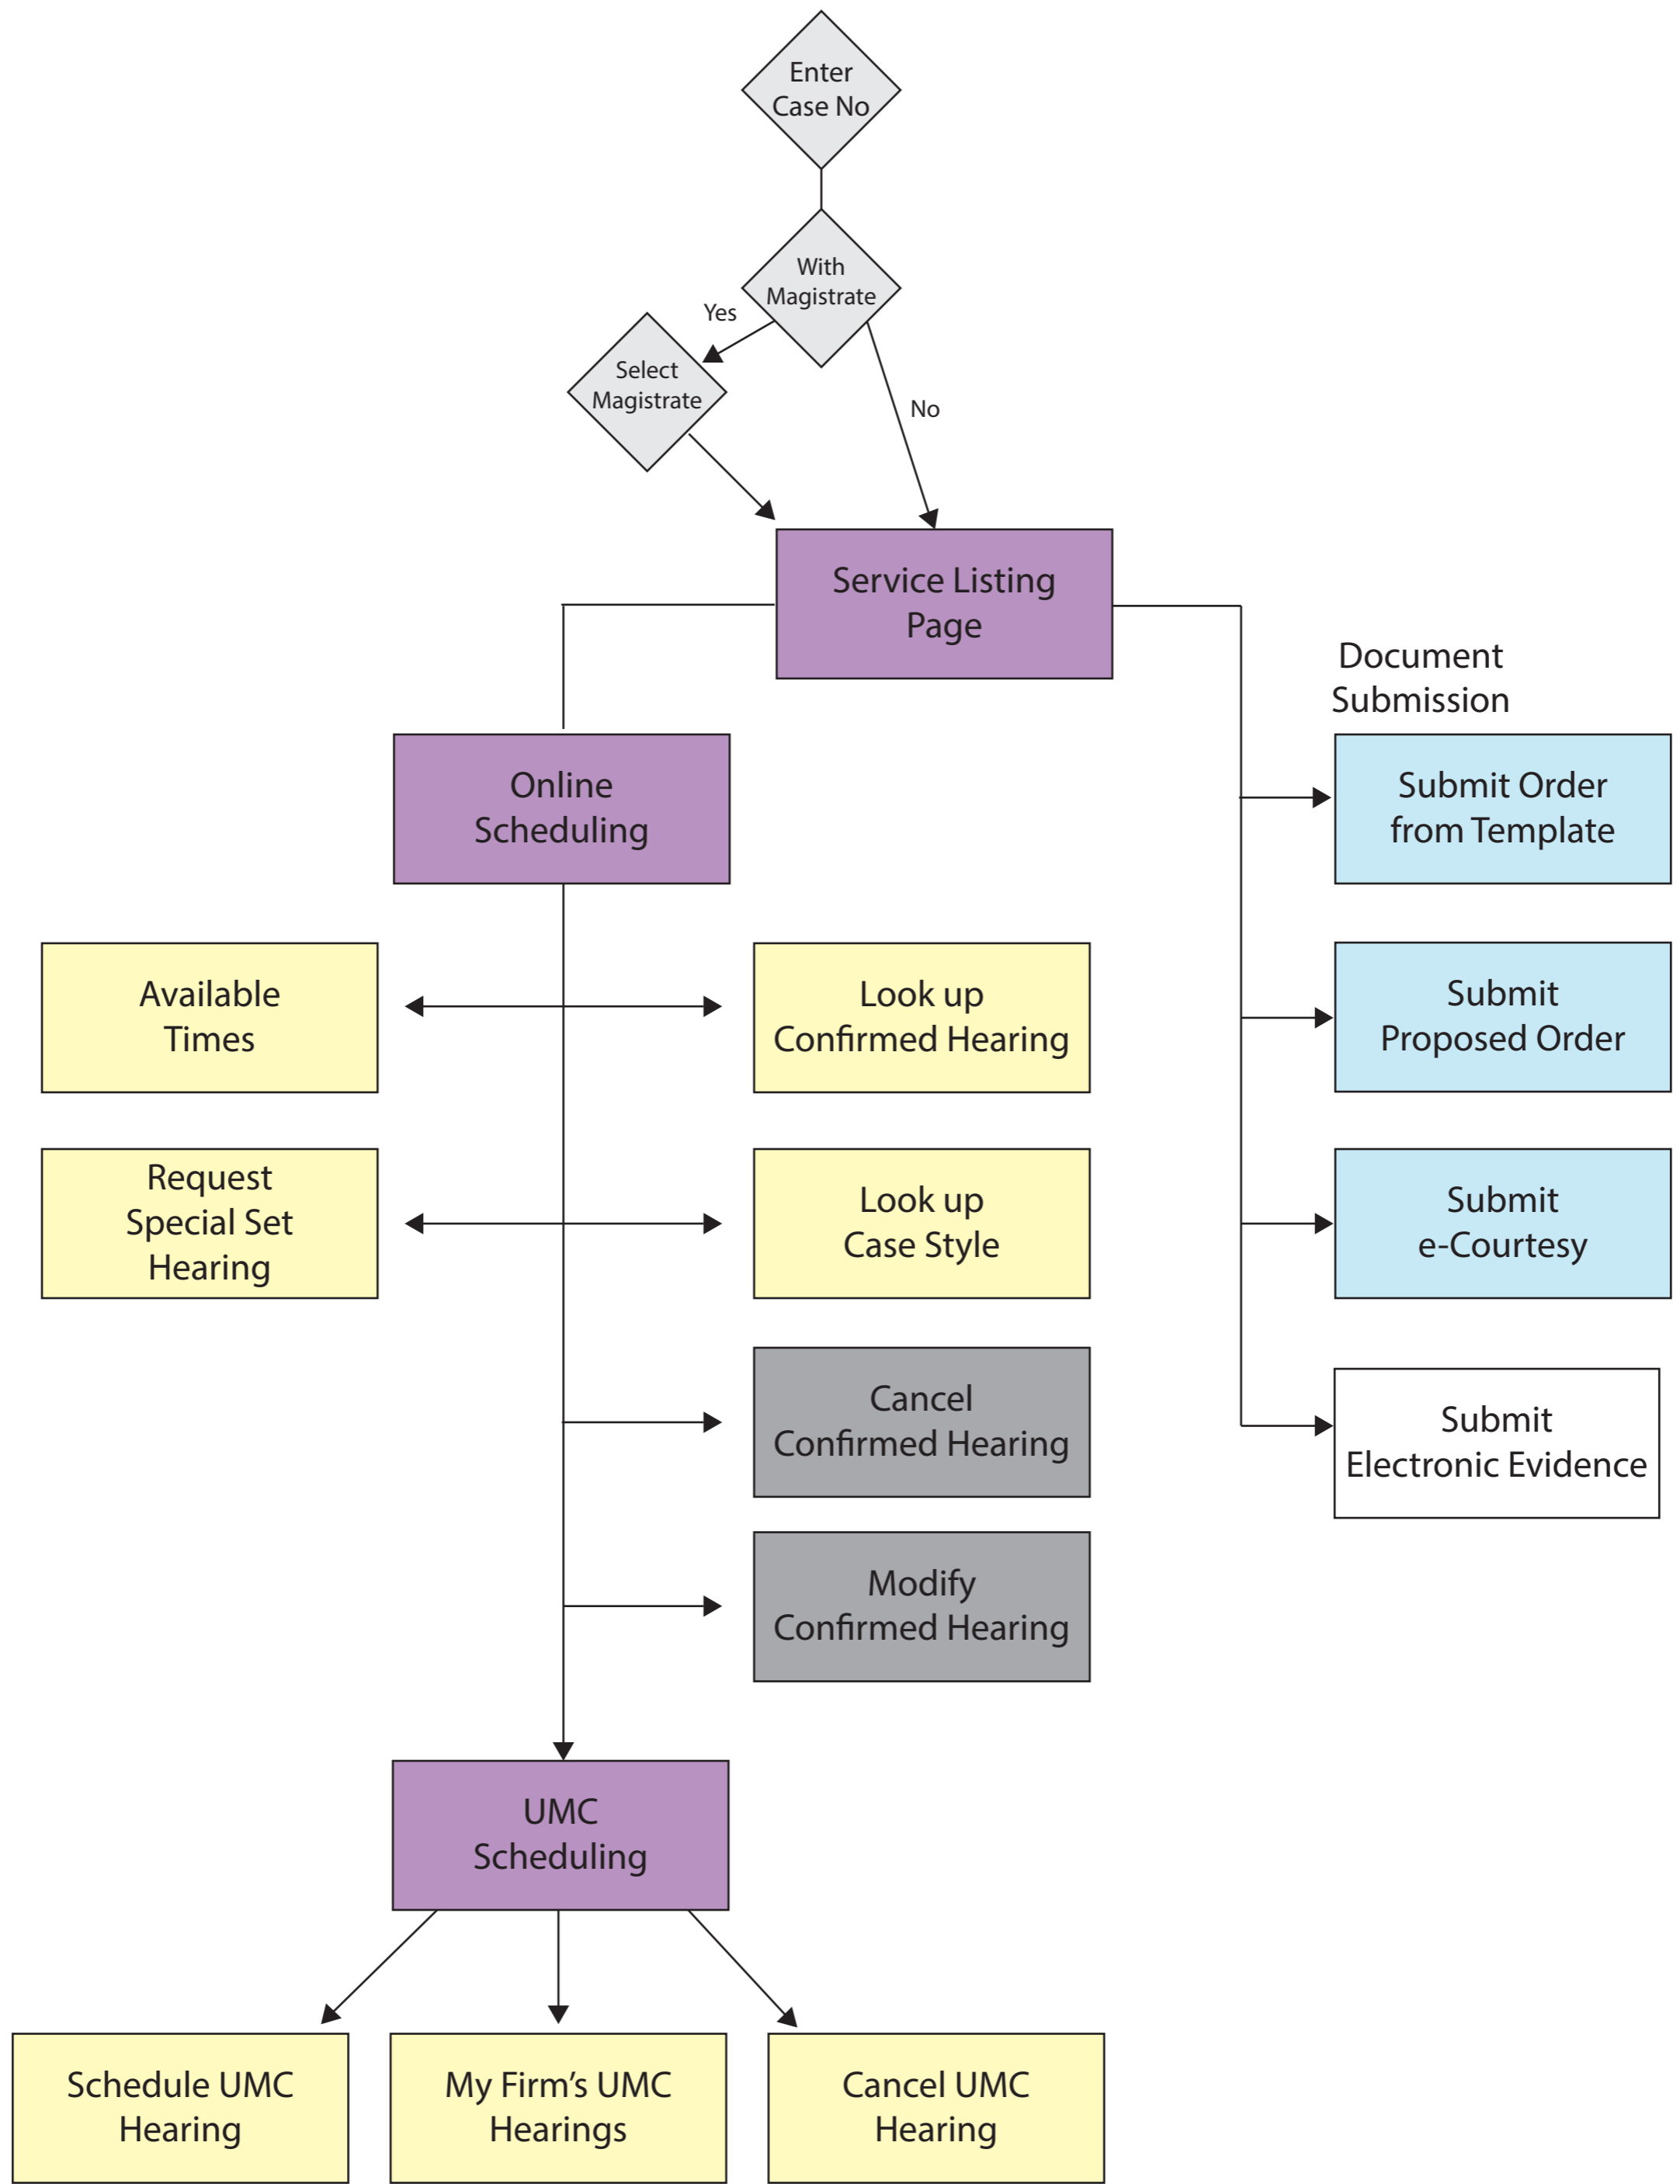 Enter
Case No
With
Magistrate
Yes
Select
Magistrate
No
Service Listing
Page
Document
Submission
Online
Scheduling
Submit Order
from Template
Available
Times
Look up
Confirmed Hearing
Submit
Proposed Order
Request
Special Set
Hearing
Look up
Case Style
Submit
e-Courtesy
Cancel
Confirmed Hearing
Submit
Electronic Evidence
Modify
Confirmed Hearing
UMC
Scheduling
Schedule UMC
Hearing
My Firm's UMC
Hearings
Cancel UMC
Hearing